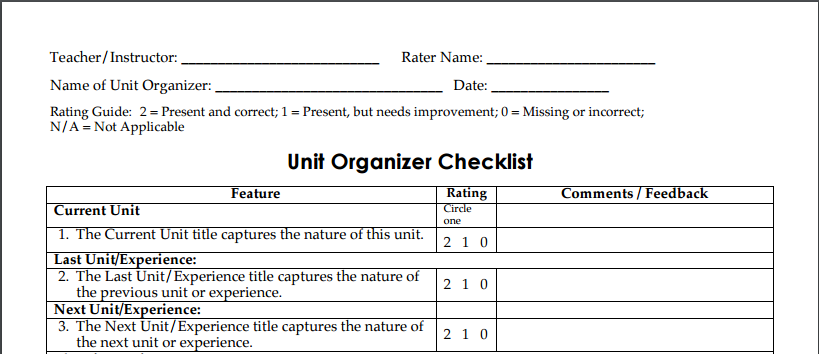 Teacher/Instructor: ___________________________ Rater Name: _______________________
Name of Unit Organizer: _______________________________ Date: ________________
Rating Guide: 2 = Present and correct; 1 = Present, but needs improvement; 0 = Missing or incorrect;
N/A = Not Applicable
Unit Organizer Checklist
Feature Rating Comments / Feedback
Current Unit Circle
one
1. The Current Unit title captures the nature of this unit. 2 1 0
Last Unit/Experience:
2. The Last Unit/Experience title captures the nature of
the previous unit or experience. 2 1 0
Next Unit/Experience:
3. The Next Unit/Experience title captures the nature of
the next unit or experience. 2 1 0